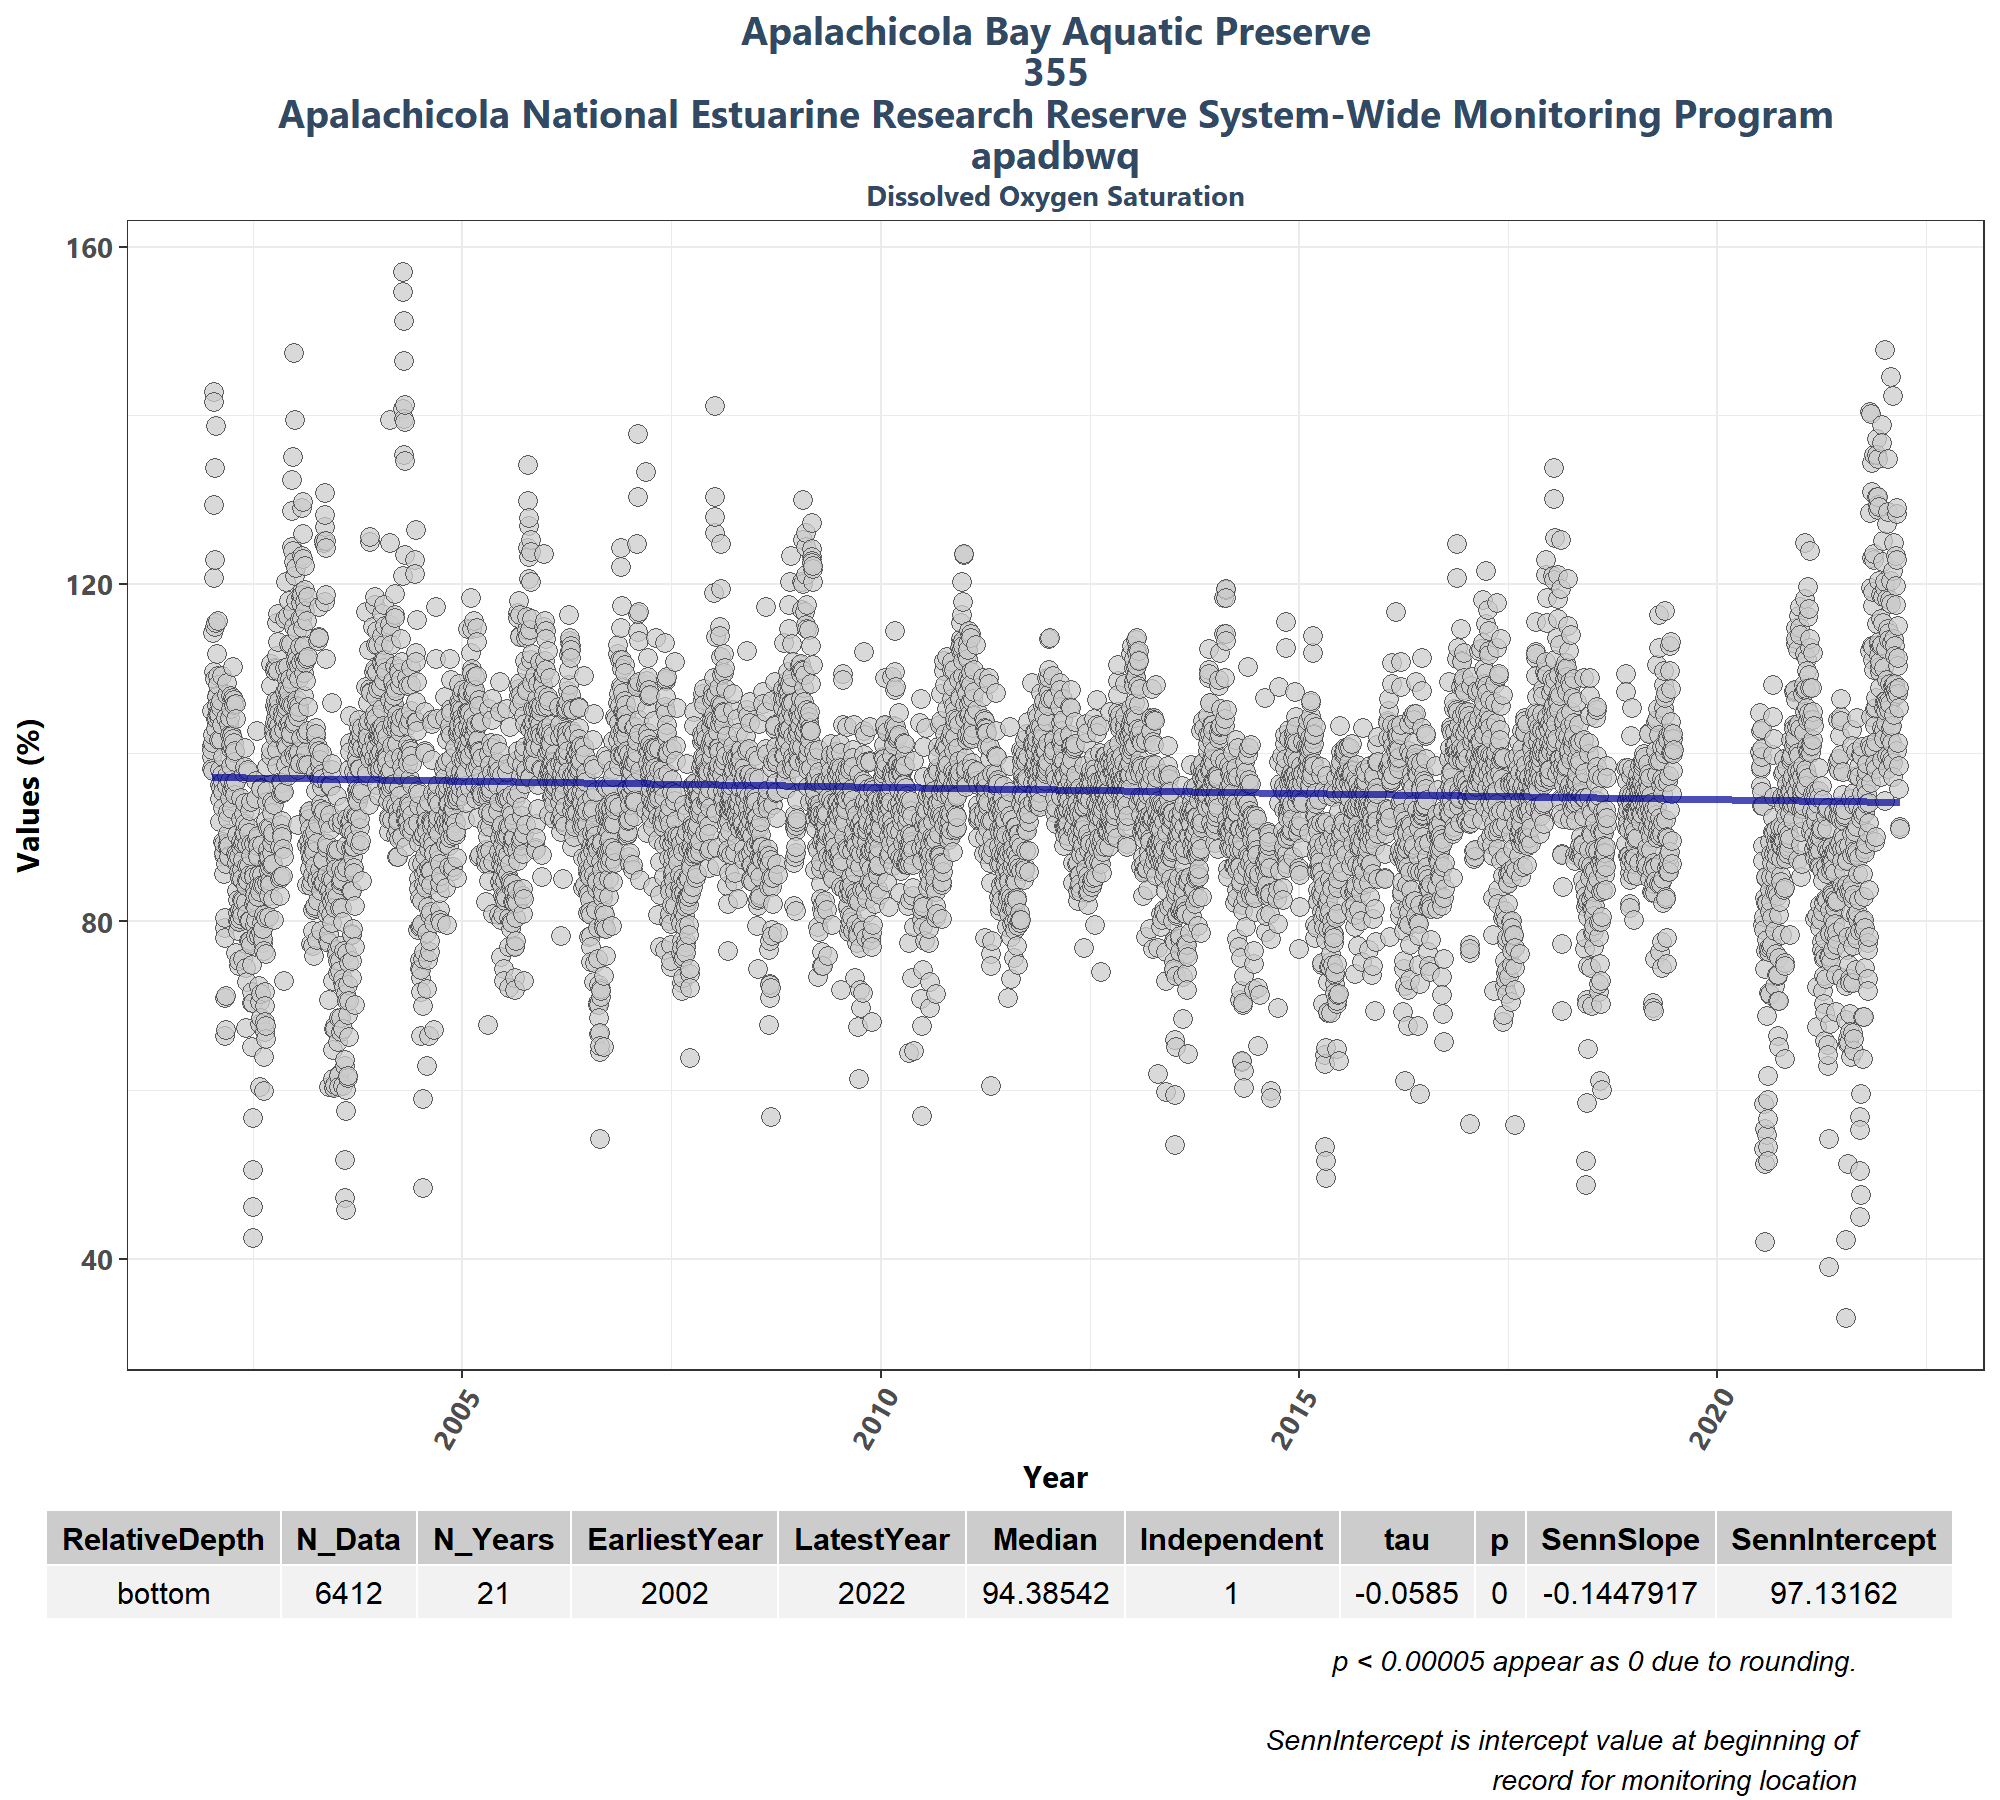 Apalachicola Bay Aquatic Preserve
355
Apalachicola National Estuarine Research Reserve System-Wide Monitoring Program
apadbwq
Dissolved Oxygen Saturation
160
120
80
40
Values (%)
2005 2010 2015 2020
Year
RelativeDepth N_Data N_Years EarliestYear LatestYear Median Independent tau p SennSlope SennIntercept
bottom 6412 21 2002 2022 94.38542 1 -0.0585 0 -0.1447917 97.13162
p < 0.00005 appear as 0 due to rounding.
SennIntercept is intercept value at beginning of
record for monitoring location